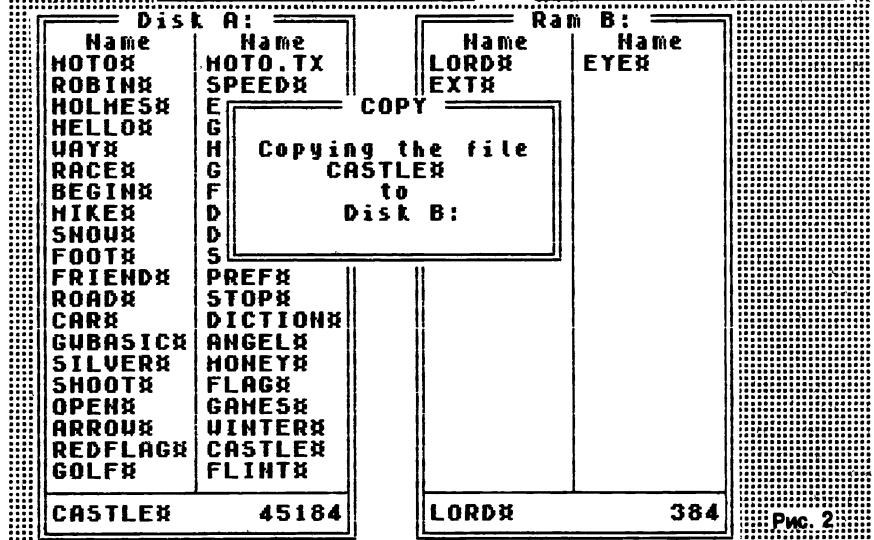 Disk A:
Name
MOTO¤
ROBIN¤
HOLMES¤
HELLO¤
WAY¤
RACE¤
BEGIN¤
MIKE¤
SNOW¤
FOOT¤
FRIEND¤
ROAD¤
CAR¤
GWBASIC¤
SILVER¤
SHOOT¤
OPEN¤
ARROW¤
REDFLAG¤
GOLF¤
Name
MOTO.TX
SPEED¤
E
G
H
G
F
D
D
S
PREF¤
STOP¤
DICTION¤
ANGEL¤
MONEY¤
FLAG¤
GAMES¤
WINTER¤
CASTLE¤
FLINT¤
CASTLE¤ 45184
COPY
Copying the file
CASTLE¤
to
Disk B:
Ram B:
Name
LORD¤
EXT¤
Name
EYE¤
LORD¤ 384
Рис. 2